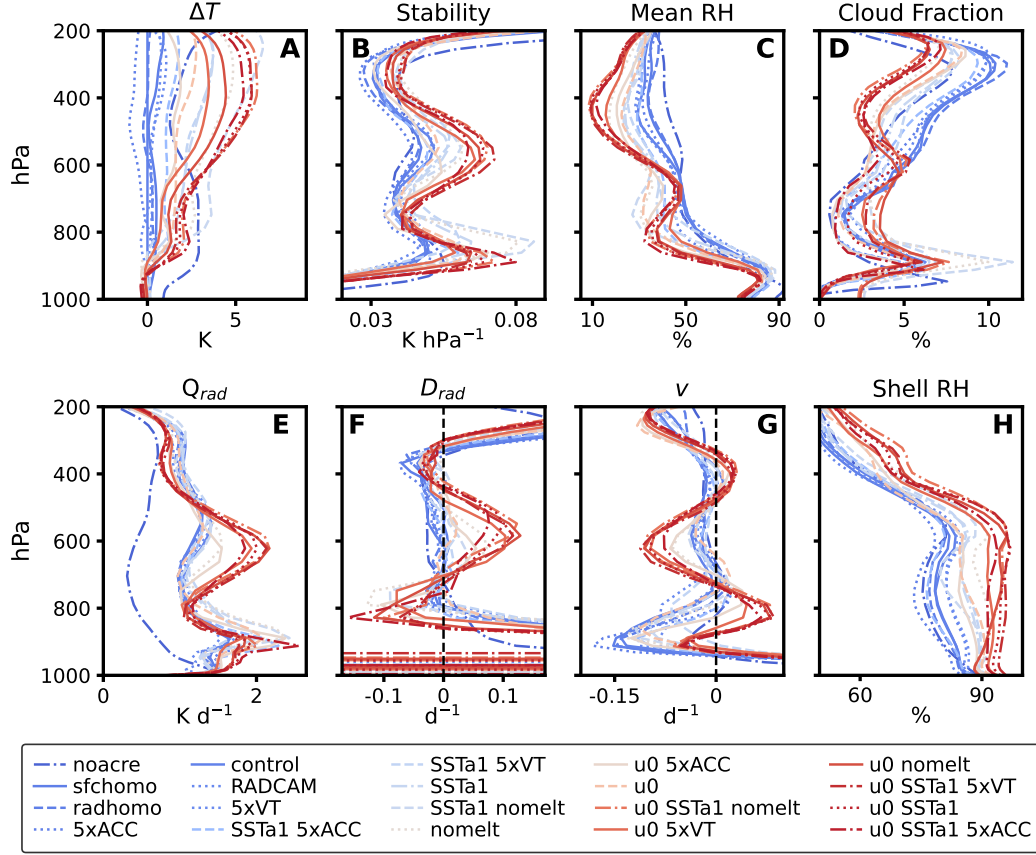 ΔT
Stability
Mean RH
Cloud Fraction
200
400
600
800
1000
hPa
A
B
C
D
0 5
0.03 0.08
10 50 90
0 5 10
K
K hPa⁻¹
%
%
Q_rad
D_rad
v
Shell RH
200
400
600
800
1000
hPa
E
F
G
H
0 2
-0.1 0 0.1
-0.15 0
60 90
K d⁻¹
d⁻¹
d⁻¹
%
noacre control SSTa1 5xVT u0 5xACC u0 nomelt
sfchomo RADCAM SSTa1 u0 u0 SSTa1 5xVT
radhomo 5xVT SSTa1 nomelt u0 SSTa1 nomelt u0 SSTa1
5xACC SSTa1 5xACC nomelt u0 5xVT u0 SSTa1 5xACC